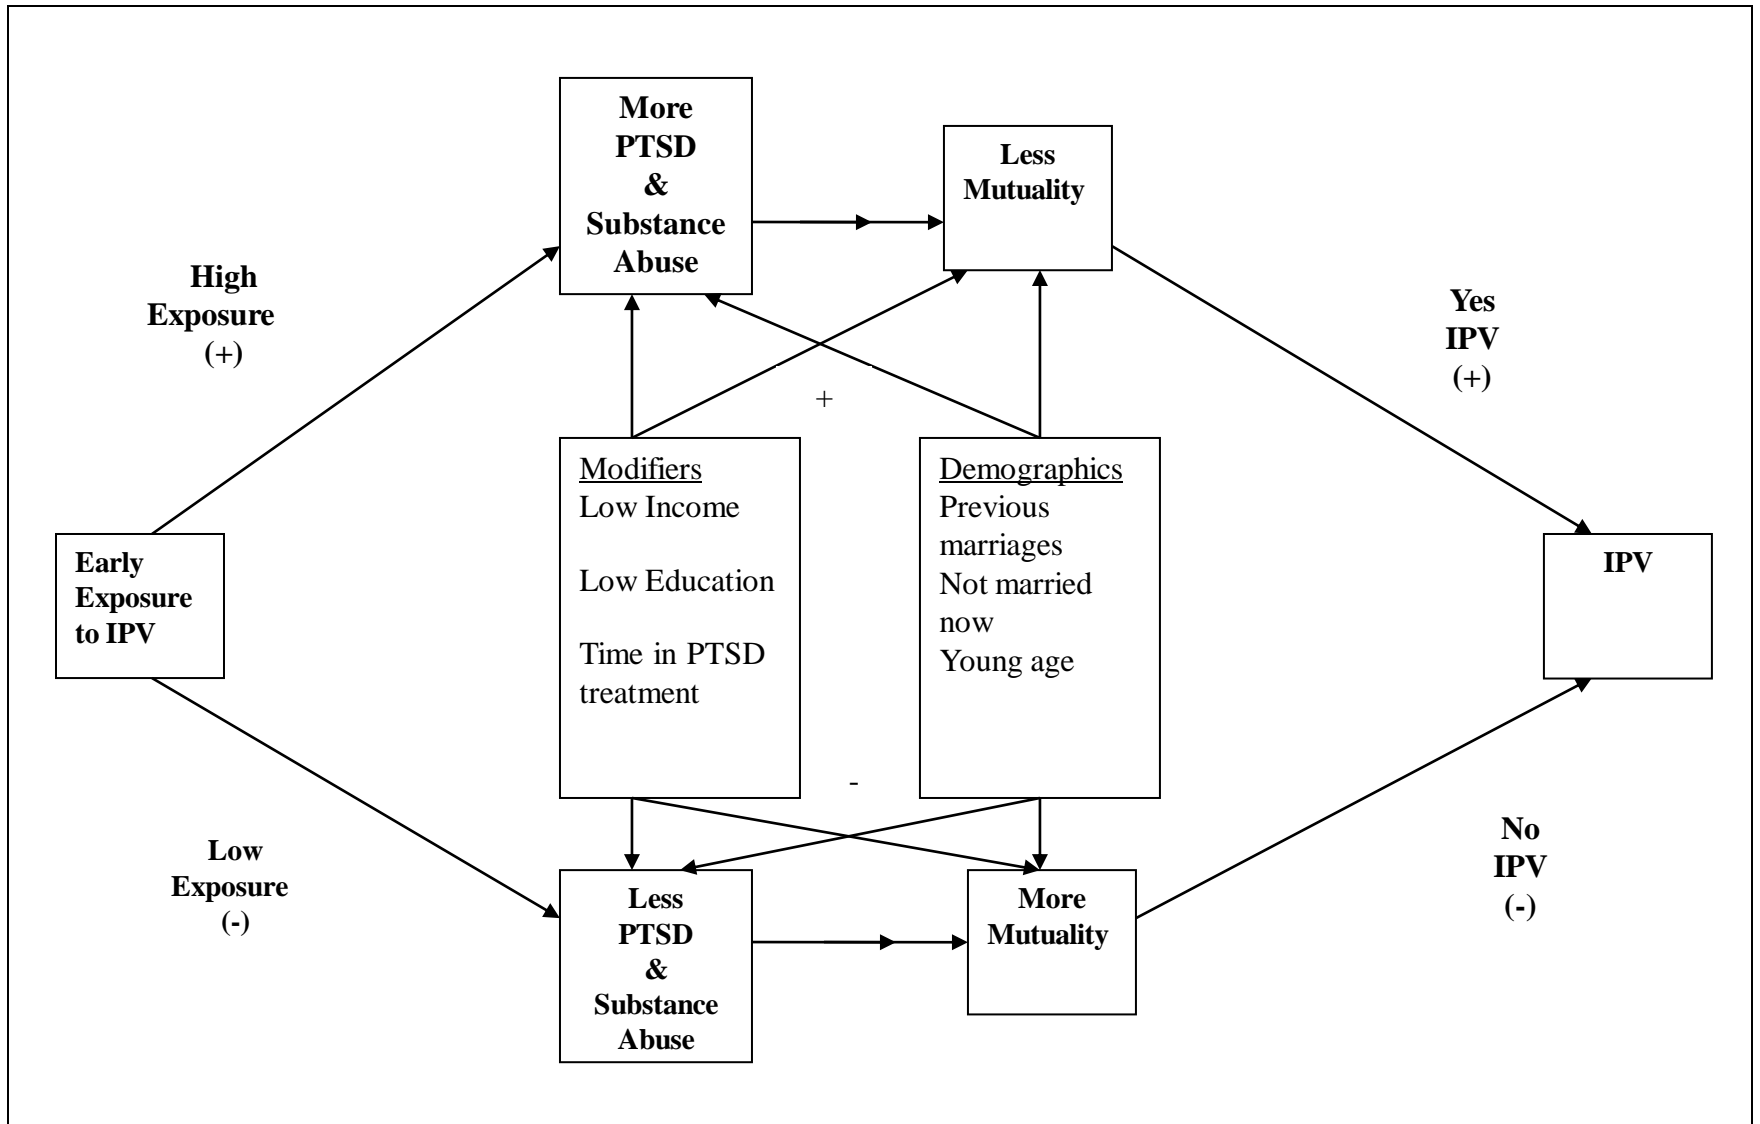 More
PTSD
&
Substance
Abuse
Less
Mutuality
High
Exposure
(+)
Yes
IPV
(+)
+
Modifiers
Low Income
Low Education
Time in PTSD
treatment
Demographics
Previous
marriages
Not married
now
Young age
Early
Exposure
to IPV
IPV
-
Low
Exposure
(-)
No
IPV
(-)
Less
PTSD
&
Substance
Abuse
More
Mutuality